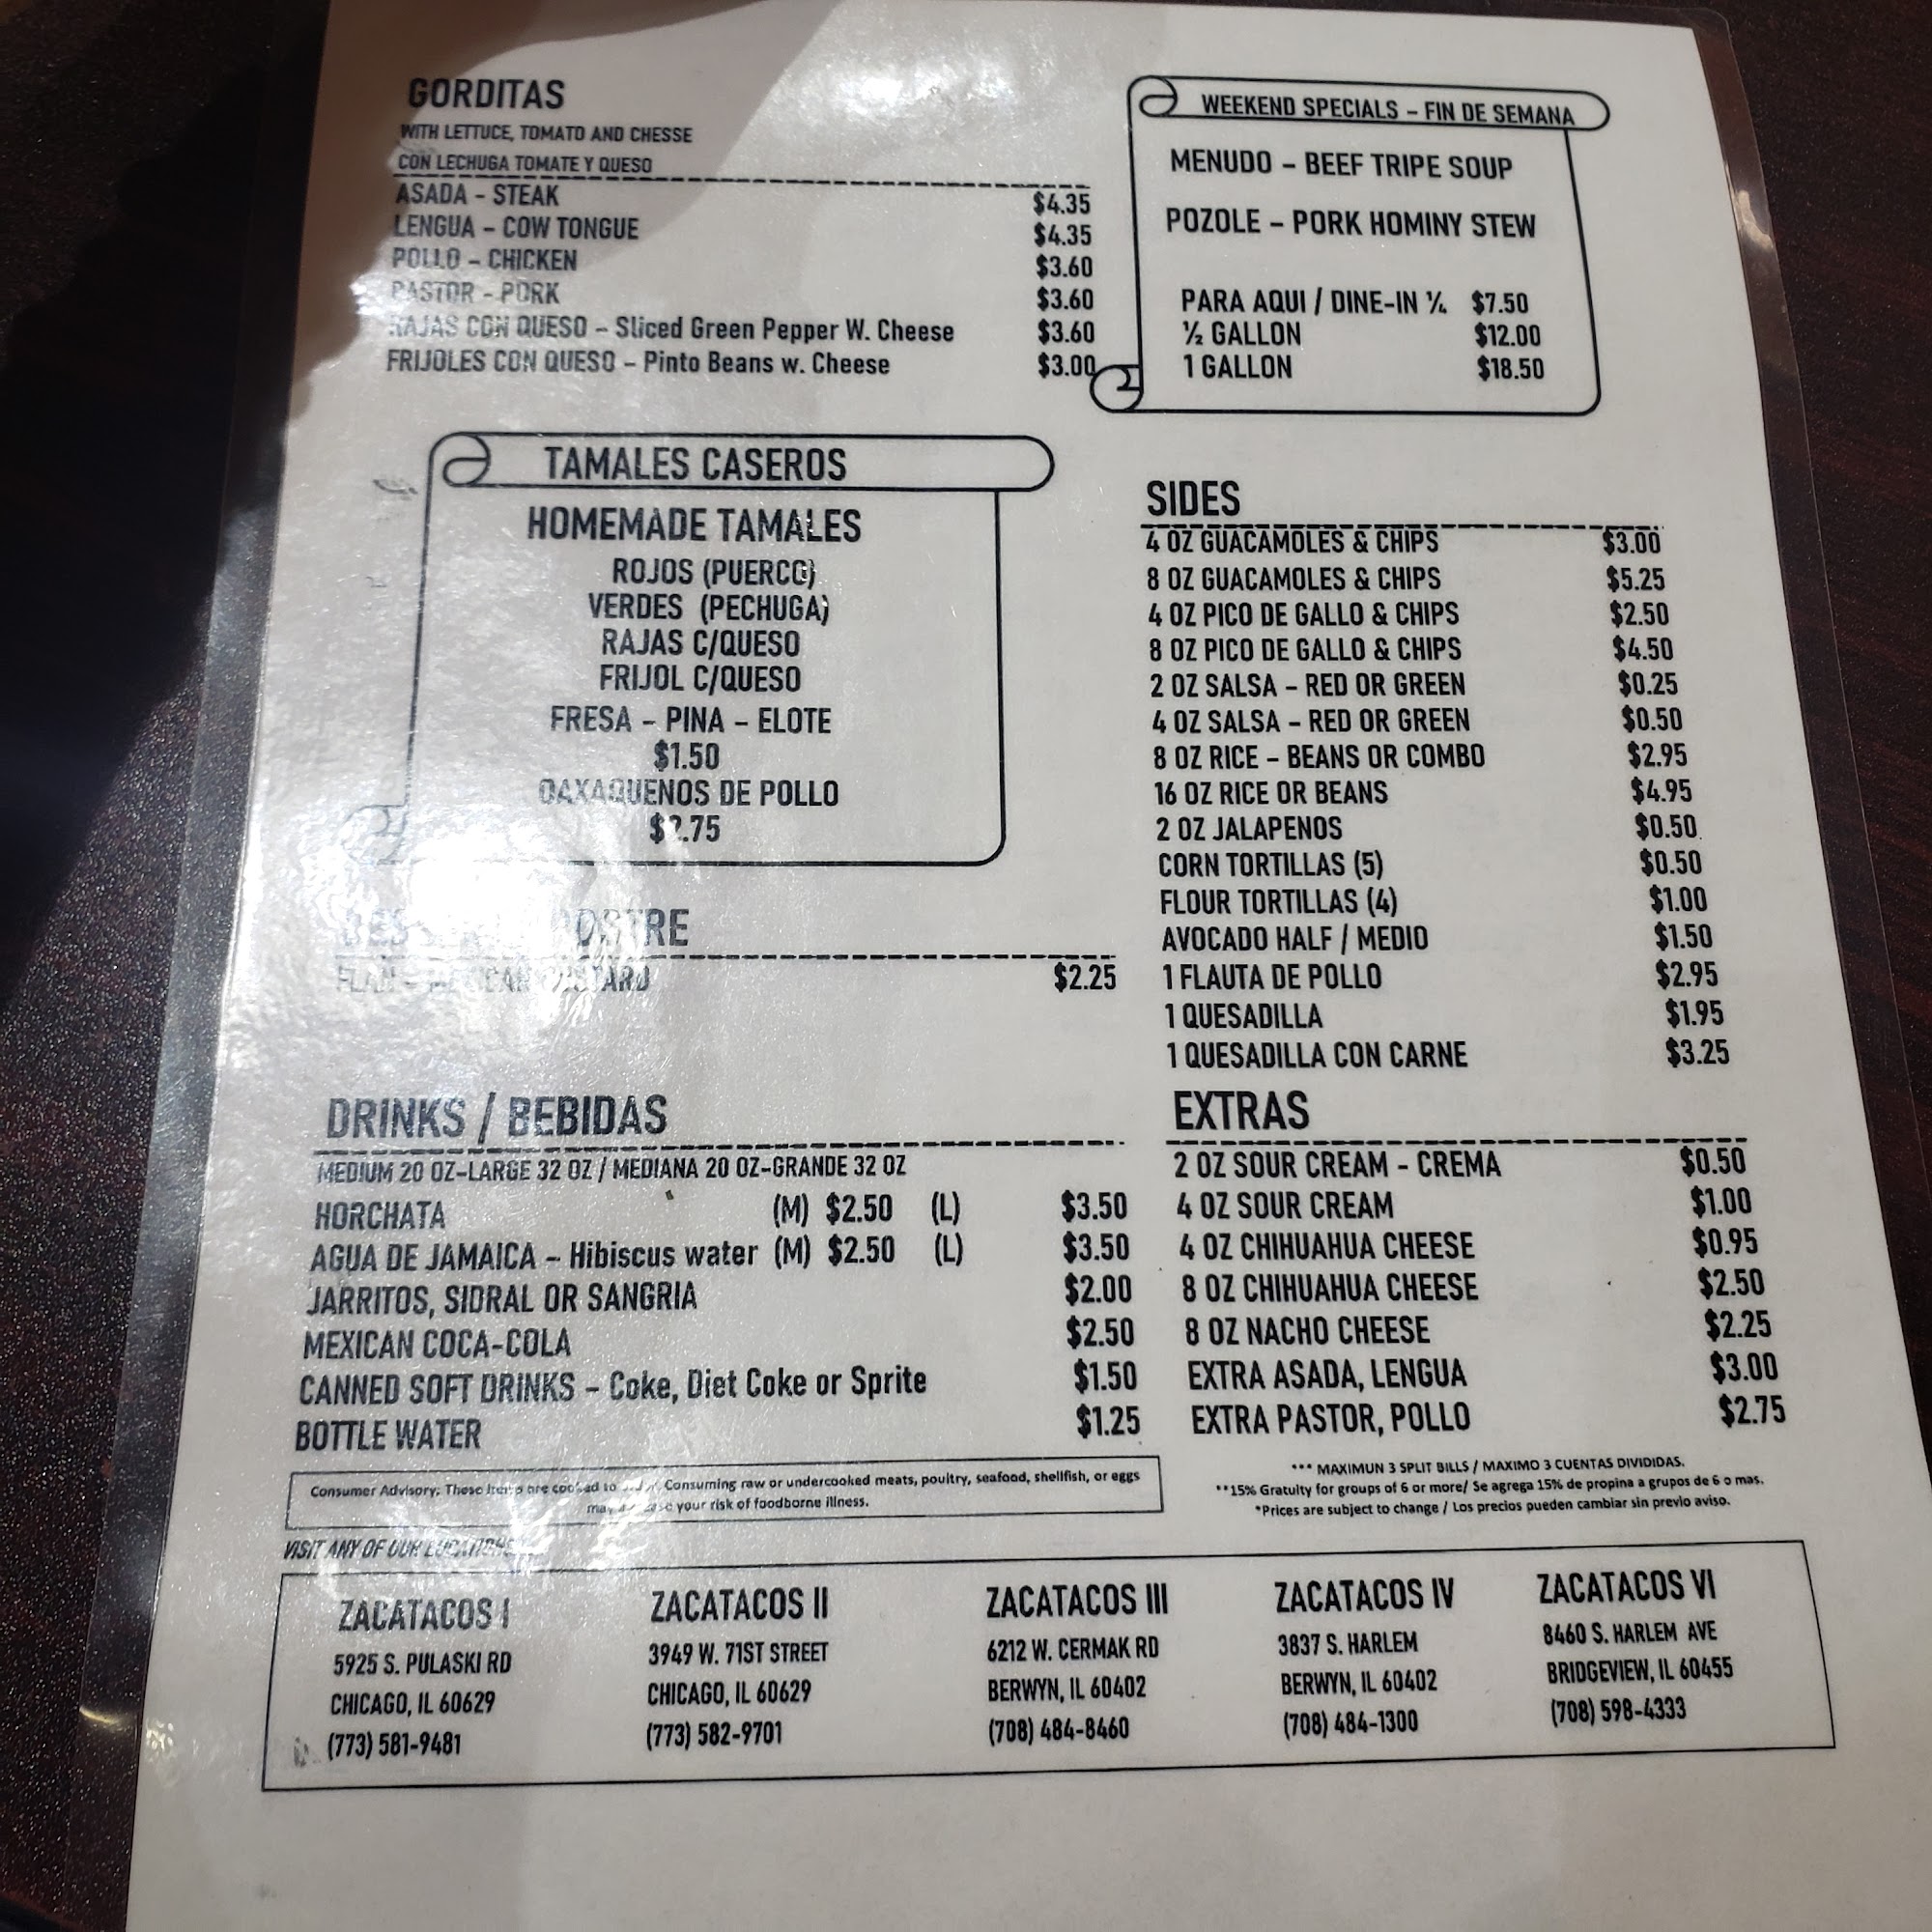 GORDITAS
WITH LETTUCE, TOMATO AND CHESSE
CON LECHUGA TOMATE Y QUESO
ASADA - STEAK $4.35
LENGUA - COW TONGUE $4.35
POLLO - CHICKEN $3.60
PASTOR - PORK $3.60
RAJAS CON QUESO - Sliced Green Pepper W. Cheese $3.60
FRIJOLES CON QUESO - Pinto Beans w. Cheese $3.00
WEEKEND SPECIALS - FIN DE SEMANA
MENUDO - BEEF TRIPE SOUP
POZOLE - PORK HOMINY STEW
PARA AQUI / DINE-IN ¼ $7.50
½ GALLON $12.00
1 GALLON $18.50
TAMALES CASEROS
HOMEMADE TAMALES
ROJOS (PUERCO)
VERDES (PECHUGA)
RAJAS C/QUESO
FRIJOL C/QUESO
FRESA - PINA - ELOTE
$1.50
OAXAQUENOS DE POLLO
FLAN - MEXICAN CUSTARD $2.25
SIDES
4 OZ GUACAMOLES & CHIPS $3.00
8 OZ GUACAMOLES & CHIPS $5.25
4 OZ PICO DE GALLO & CHIPS $2.50
8 OZ PICO DE GALLO & CHIPS $4.50
2 OZ SALSA - RED OR GREEN $0.25
4 OZ SALSA - RED OR GREEN $0.50
8 OZ RICE - BEANS OR COMBO $2.95
16 OZ RICE OR BEANS $4.95
2 OZ JALAPENOS $0.50
CORN TORTILLAS (5) $0.50
FLOUR TORTILLAS (4) $1.00
AVOCADO HALF / MEDIO $1.50
1 FLAUTA DE POLLO $2.95
1 QUESADILLA $1.95
1 QUESADILLA CON CARNE $3.25
DRINKS / BEBIDAS
MEDIUM 20 OZ-LARGE 32 OZ / MEDIANA 20 OZ-GRANDE 32 OZ
HORCHATA (M) $2.50 (L) $3.50
AGUA DE JAMAICA - Hibiscus water (M) $2.50 (L) $3.50
JARRITOS, SIDRAL OR SANGRIA $2.00
MEXICAN COCA-COLA $2.50
CANNED SOFT DRINKS - Coke, Diet Coke or Sprite $1.50
BOTTLE WATER $1.25
EXTRAS
2 OZ SOUR CREAM - CREMA $0.50
4 OZ SOUR CREAM $1.00
4 OZ CHIHUAHUA CHEESE $0.95
8 OZ CHIHUAHUA CHEESE $2.50
8 OZ NACHO CHEESE $2.25
EXTRA ASADA, LENGUA $3.00
EXTRA PASTOR, POLLO $2.75
Consumer Advisory: These items are cooked to Consuming raw or undercooked meats, poultry, seafood, shellfish, or eggs
may your risk of foodborne illness.
*** MAXIMUN 3 SPLIT BILLS / MAXIMO 3 CUENTAS DIVIDIDAS.
**15% Gratuity for groups of 6 or more/ Se agrega 15% de propina a grupos de 6 o mas.
*Prices are subject to change / Los precios pueden cambiar sin previo aviso.
VISIT ANY OF OUR LOCATIONS
ZACATACOS I
5925 S. PULASKI RD
CHICAGO, IL 60629
(773) 581-9481
ZACATACOS II
3949 W. 71ST STREET
CHICAGO, IL 60629
(773) 582-9701
ZACATACOS III
6212 W. CERMAK RD
BERWYN, IL 60402
(708) 484-8460
ZACATACOS IV
3837 S. HARLEM
BERWYN, IL 60402
(708) 484-1300
ZACATACOS VI
8460 S. HARLEM AVE
BRIDGEVIEW, IL 60455
(708) 598-4333